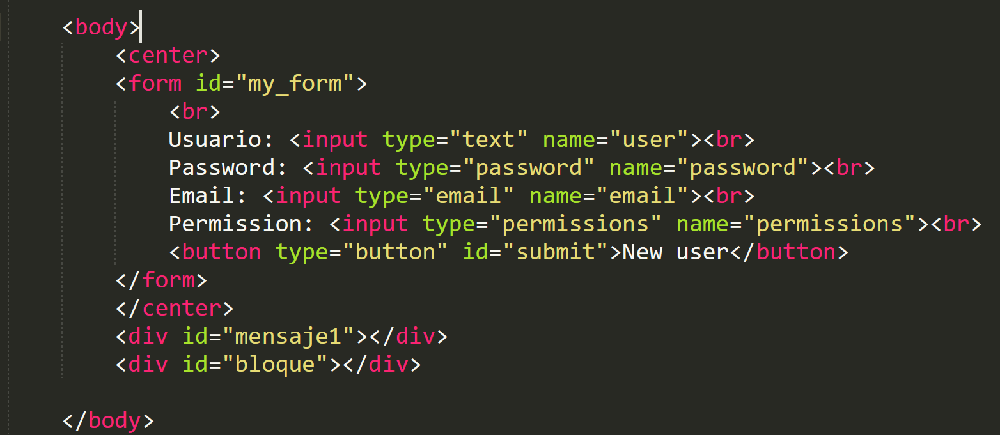 <body>
<center>
<form id="my_form">
<br>
Usuario: <input type="text" name="user"><br>
Password: <input type="password" name="password"><br>
Email: <input type="email" name="email"><br>
Permission: <input type="permissions" name="permissions"><br>
<button type="button" id="submit">New user</button>
</form>
</center>
<div id="mensaje1"></div>
<div id="bloque"></div>
</body>